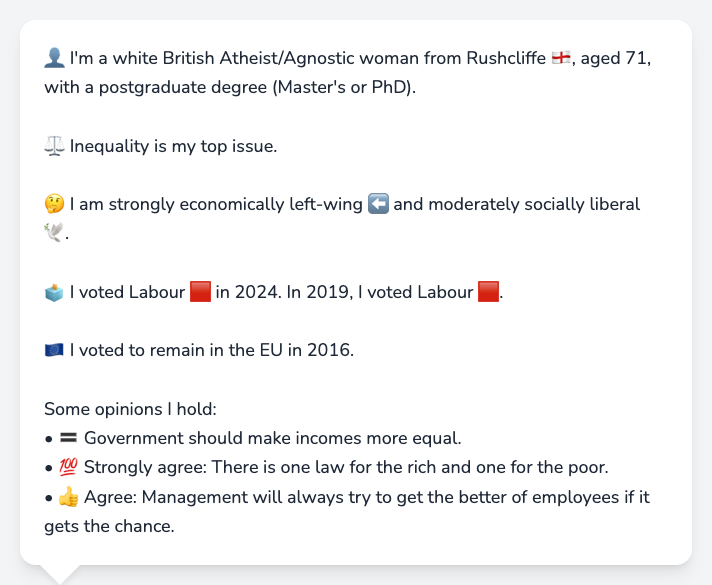 👤 I'm a white British Atheist/Agnostic woman from Rushcliffe 🏴󠁧󠁢󠁥󠁮󠁧󠁿, aged 71,
with a postgraduate degree (Master's or PhD).
⚖️ Inequality is my top issue.
🤔 I am strongly economically left-wing ⬅️ and moderately socially liberal
🕊️.
🗳️ I voted Labour 🟥 in 2024. In 2019, I voted Labour 🟥.
🇪🇺 I voted to remain in the EU in 2016.
Some opinions I hold:
• 🟰 Government should make incomes more equal.
• 💯 Strongly agree: There is one law for the rich and one for the poor.
• 👍 Agree: Management will always try to get the better of employees if it
gets the chance.